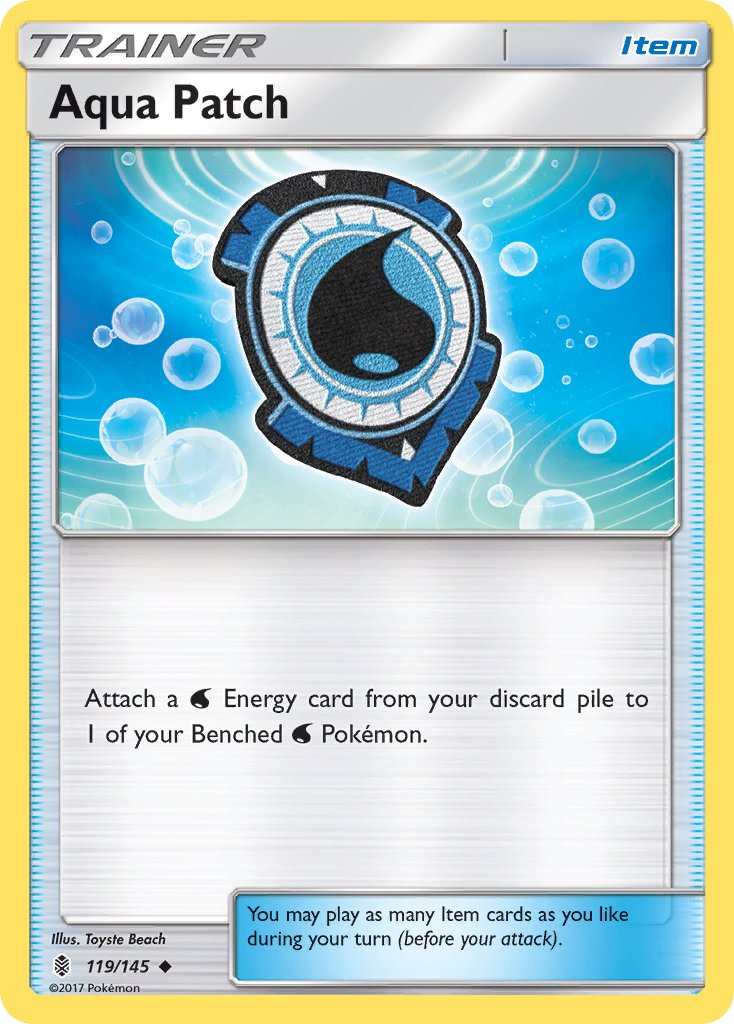 TRAINER
Item
Aqua Patch
Attach a Energy card from your discard pile to
1 of your Benched Pokémon.
You may play as many Item cards as you like
during your turn (before your attack).
Illus. Toyste Beach
119/145
©2017 Pokémon